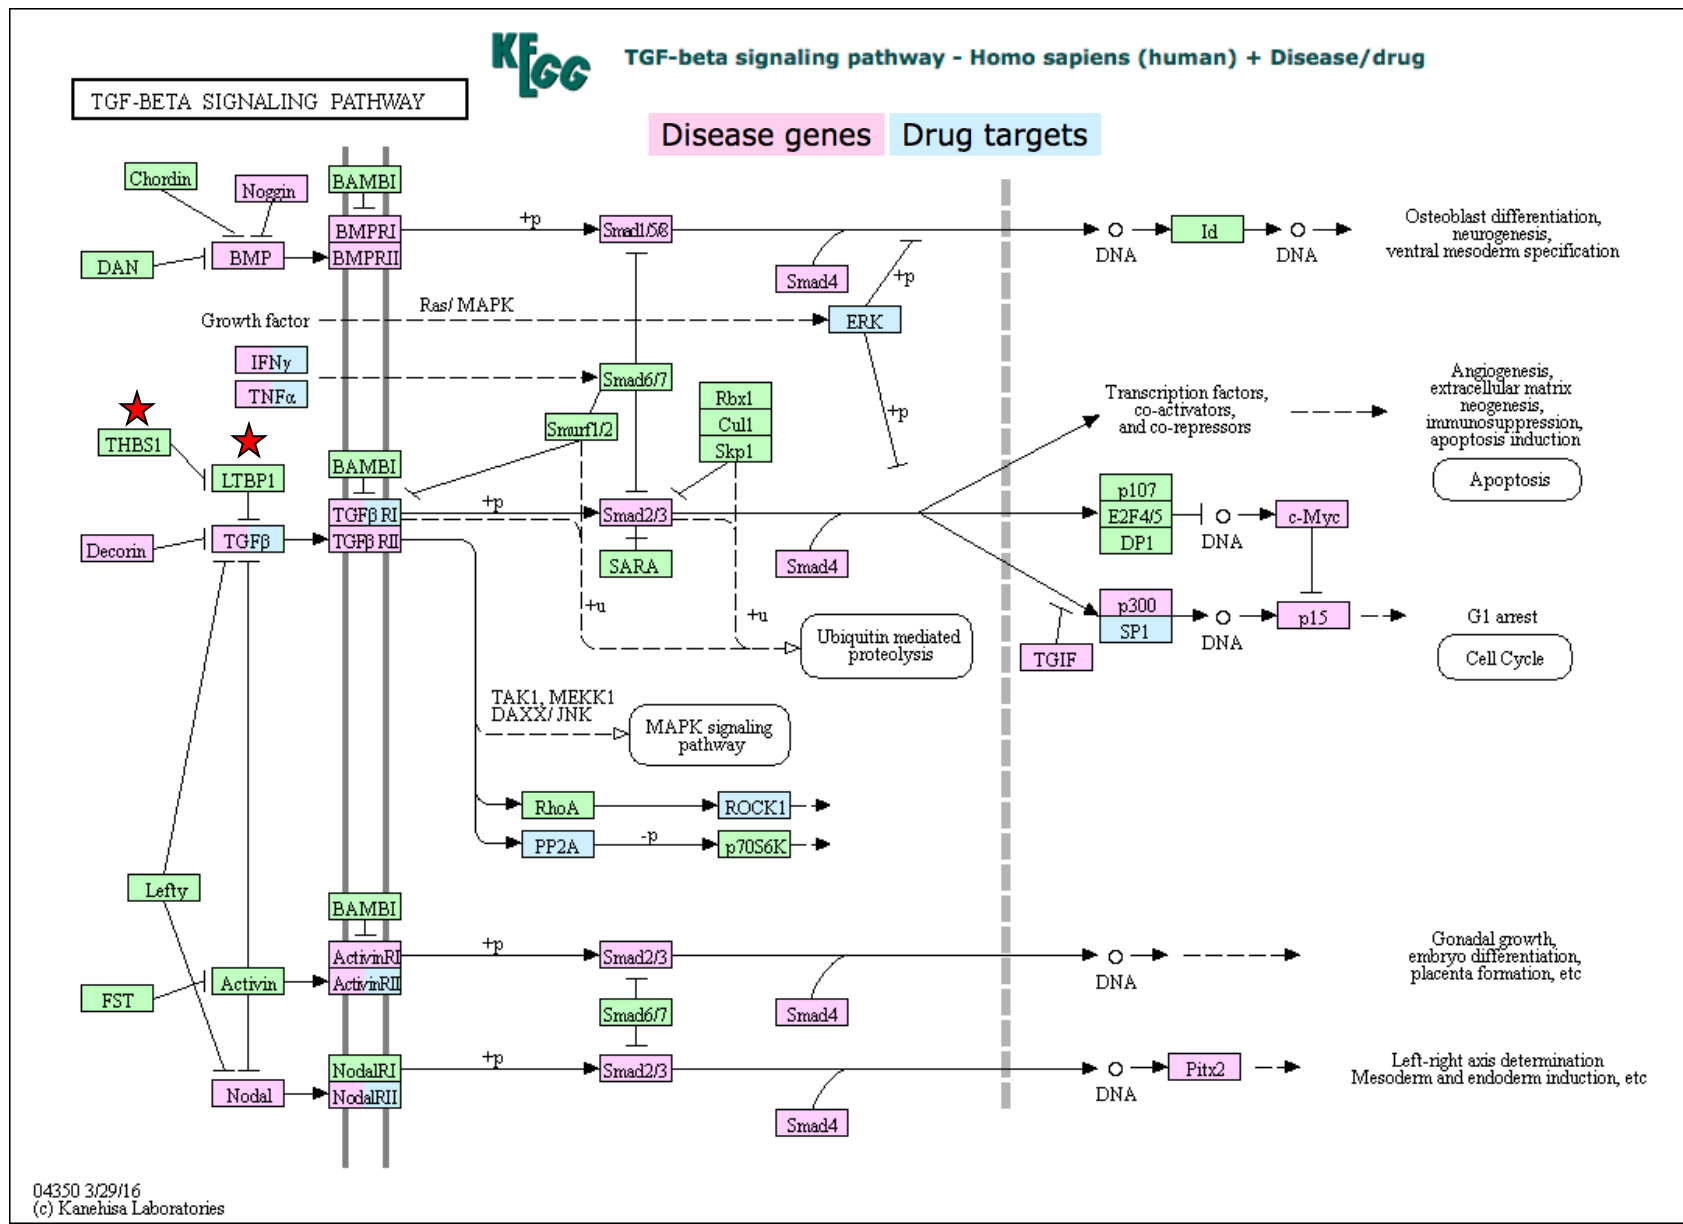 KEGG
TGF-beta signaling pathway - Homo sapiens (human) + Disease/drug
TGF-BETA SIGNALING PATHWAY
Disease genes
Drug targets
Chordin
Noggin
BAMBI
DAN
BMP
BMPRI
BMPRII
+p
Smad1/5/8
Smad4
+p
DNA
Id
DNA
Osteoblast differentiation,
neurogenesis,
ventral mesoderm specification
Growth factor
Ras/ MAPK
ERK
IFNγ
TNFα
Smad6/7
Smurf1/2
Rbx1
Cul1
Skp1
+p
Transcription factors,
co-activators,
and co-repressors
Angiogenesis,
extracellular matrix
neogenesis,
immunosuppression,
apoptosis induction
Apoptosis
THBS1
LTBP1
BAMBI
Decorin
TGFβ
TGFβ RI
TGFβ RII
+p
Smad2/3
SARA
Smad4
p107
E2F4/5
DP1
DNA
c-Myc
+u
+u
Ubiquitin mediated
proteolysis
TGIF
p300
SP1
DNA
p15
G1 arrest
Cell Cycle
TAK1, MEKK1
DAXX/ JNK
MAPK signaling
pathway
RhoA
ROCK1
PP2A
-p
p70S6K
Lefty
BAMBI
FST
Activin
ActivinRI
ActivinRII
+p
Smad2/3
Smad4
DNA
Gonadal growth,
embryo differentiation,
placenta formation, etc
Smad6/7
Nodal
NodalRI
NodalRII
+p
Smad2/3
Smad4
DNA
Pitx2
Left-right axis determination
Mesoderm and endoderm induction, etc
04350 3/29/16
(c) Kanehisa Laboratories